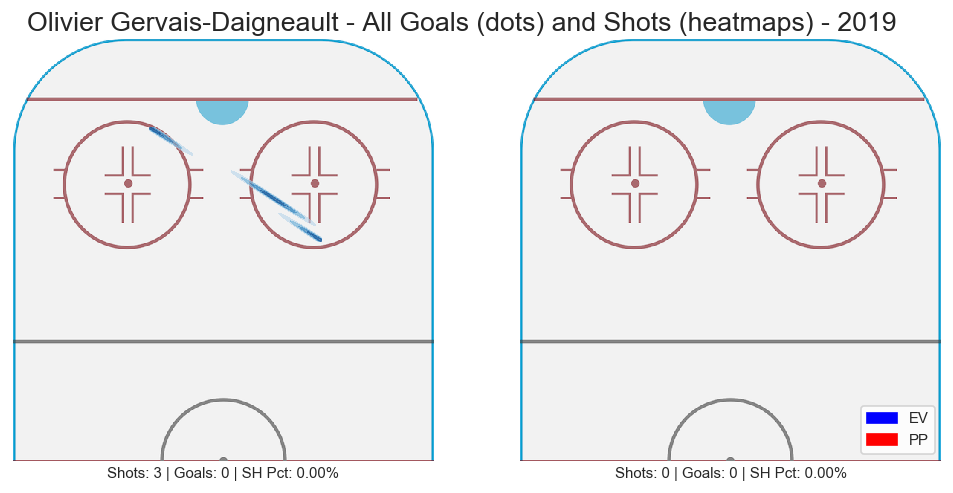 Olivier Gervais-Daigneault - All Goals (dots) and Shots (heatmaps) - 2019
EV
PP
Shots: 3 | Goals: 0 | SH Pct: 0.00%
Shots: 0 | Goals: 0 | SH Pct: 0.00%